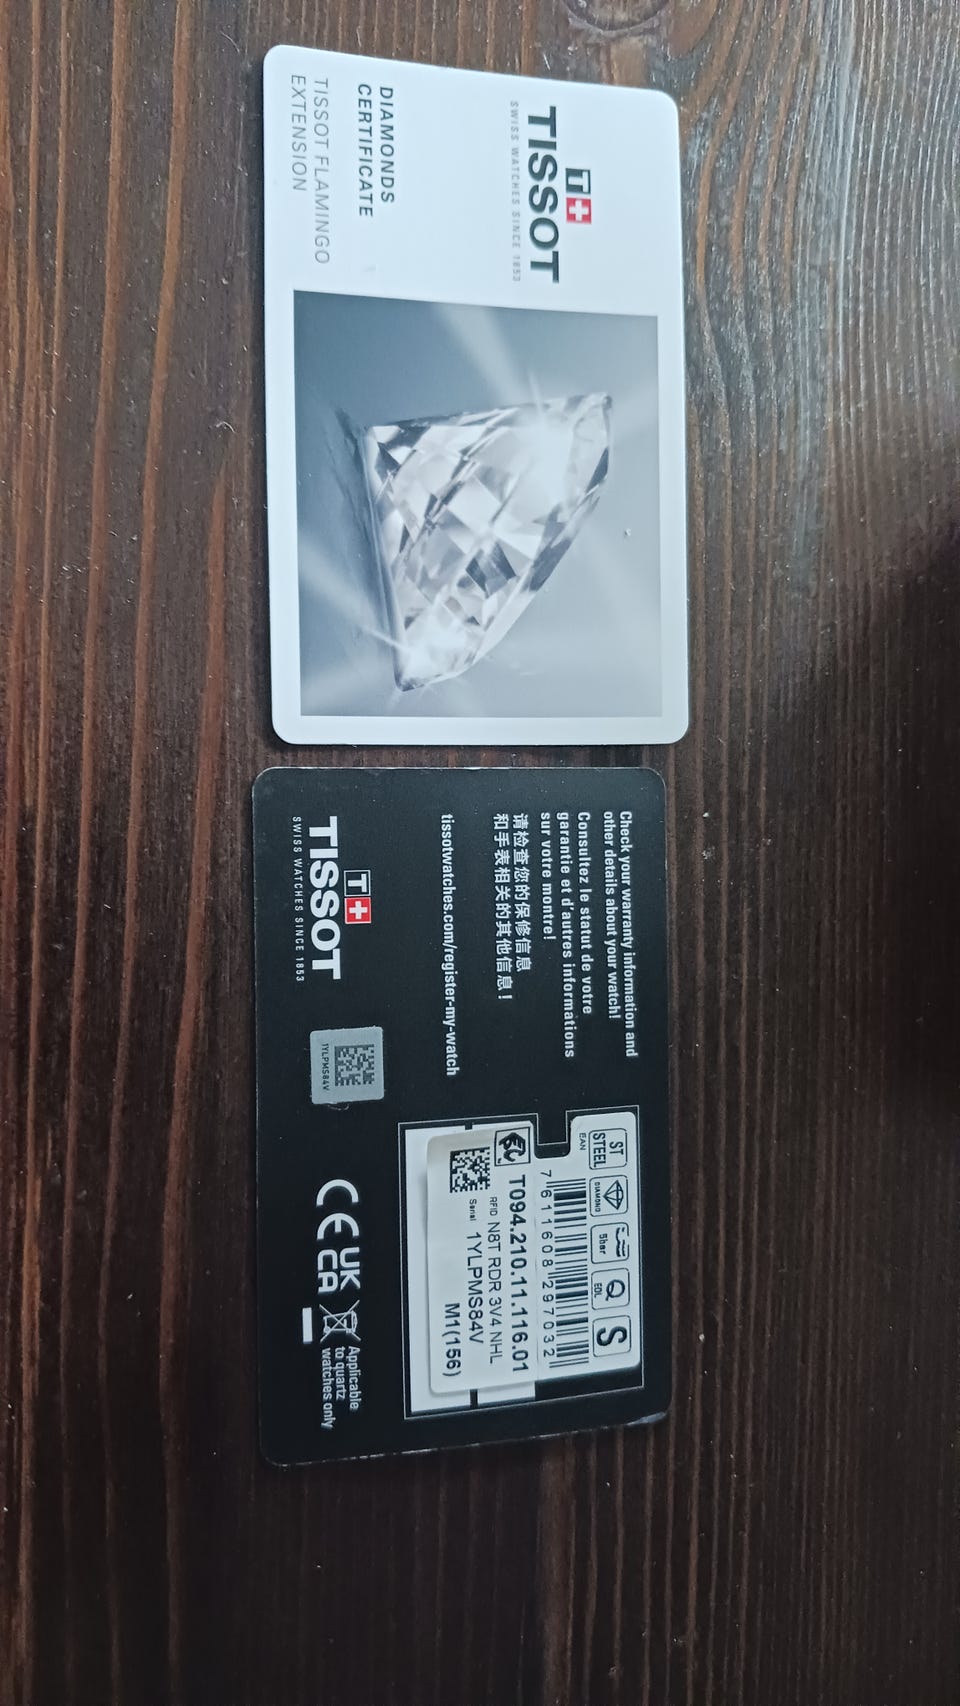 TISSOT
SWISS WATCHES SINCE 1853
DIAMONDS
CERTIFICATE
TISSOT FLAMINGO
EXTENSION
Check your warranty information and
other details about your watch!
Consultez le statut de votre
garantie et d'autres informations
sur votre montre!
请检查您的保修信息
和手表相关的其他信息！
tissotwatches.com/register-my-watch
T+
TISSOT
SWISS WATCHES SINCE 1853
1YLPMS84V
ST
STEEL
DIAMOND
5bar
Q
EOL
S
EAN
7 611608 297032
T094.210.11.116.01
RFID N8T RDR 3V4 NHL
Serial 1YLPMS84V
M1(156)
CE
UK
CA
Applicable
to quartz
watches only